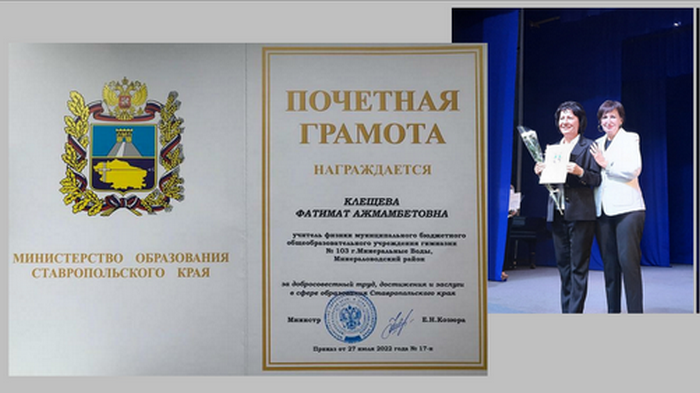 МИНИСТЕРСТВО ОБРАЗОВАНИЯ
СТАВРОПОЛЬСКОГО КРАЯ
ПОЧЕТНАЯ
ГРАМОТА
НАГРАЖДАЕТСЯ
КЛЕЩЕВА
ФАТИМАТ АЖМАМБЕТОВНА
учитель физики муниципального бюджетного
общеобразовательного учреждения гимназии
№ 103 г.Минеральные Воды,
Минераловодский район
за добросовестный труд, достижения и заслуги
в сфере образования Ставропольского края
Министр Е.Н.Козюра
Приказ от 27 июля 2022 года № 17-н